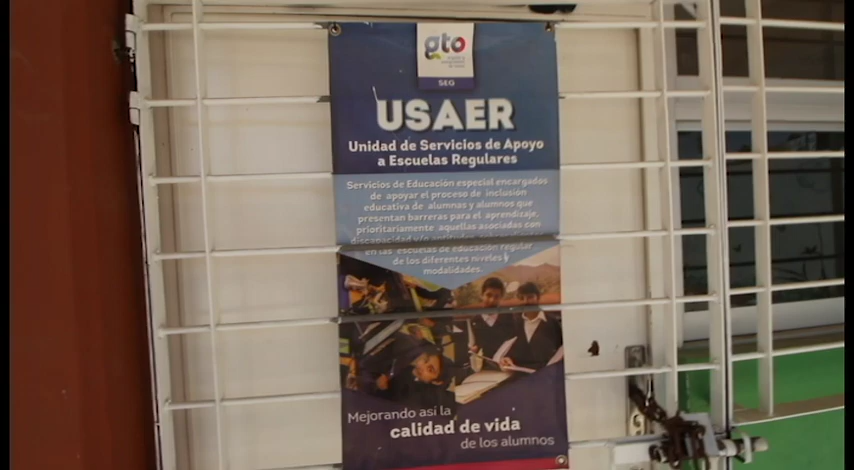 gto
SEG
USAER
Unidad de Servicios de Apoyo
a Escuelas Regulares
Servicios de Educación especial encargados
de apoyar el proceso de inclusión
educativa de alumnas y alumnos que
presentan barreras para el aprendizaje,
prioritariamente aquellas asociadas con
discapacidad y/o aptitudes
en las escuelas de educación regular
de los diferentes niveles y
modalidades.
Mejorando así la
calidad de vida
de los alumnos